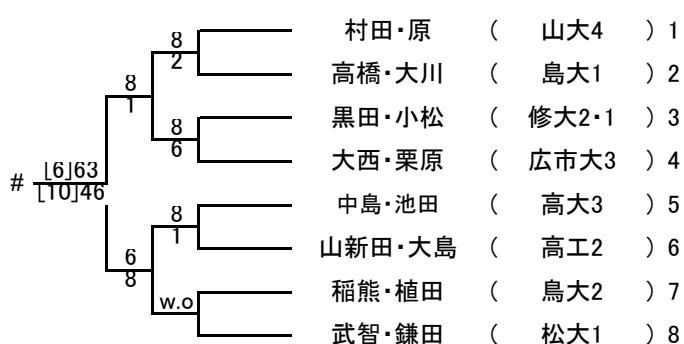 村田・原 ( 山大4 ) 1
8
2
高橋・大川 ( 島大1 ) 2
8
1
黒田・小松 ( 修大2・1 ) 3
8
6
大西・栗原 ( 広市大3 ) 4
# [6]63
[10]46
中島・池田 ( 高大3 ) 5
8
1
山新田・大島 ( 高工2 ) 6
6
8
稲熊・植田 ( 鳥大2 ) 7
w.o
武智・鎌田 ( 松大1 ) 8